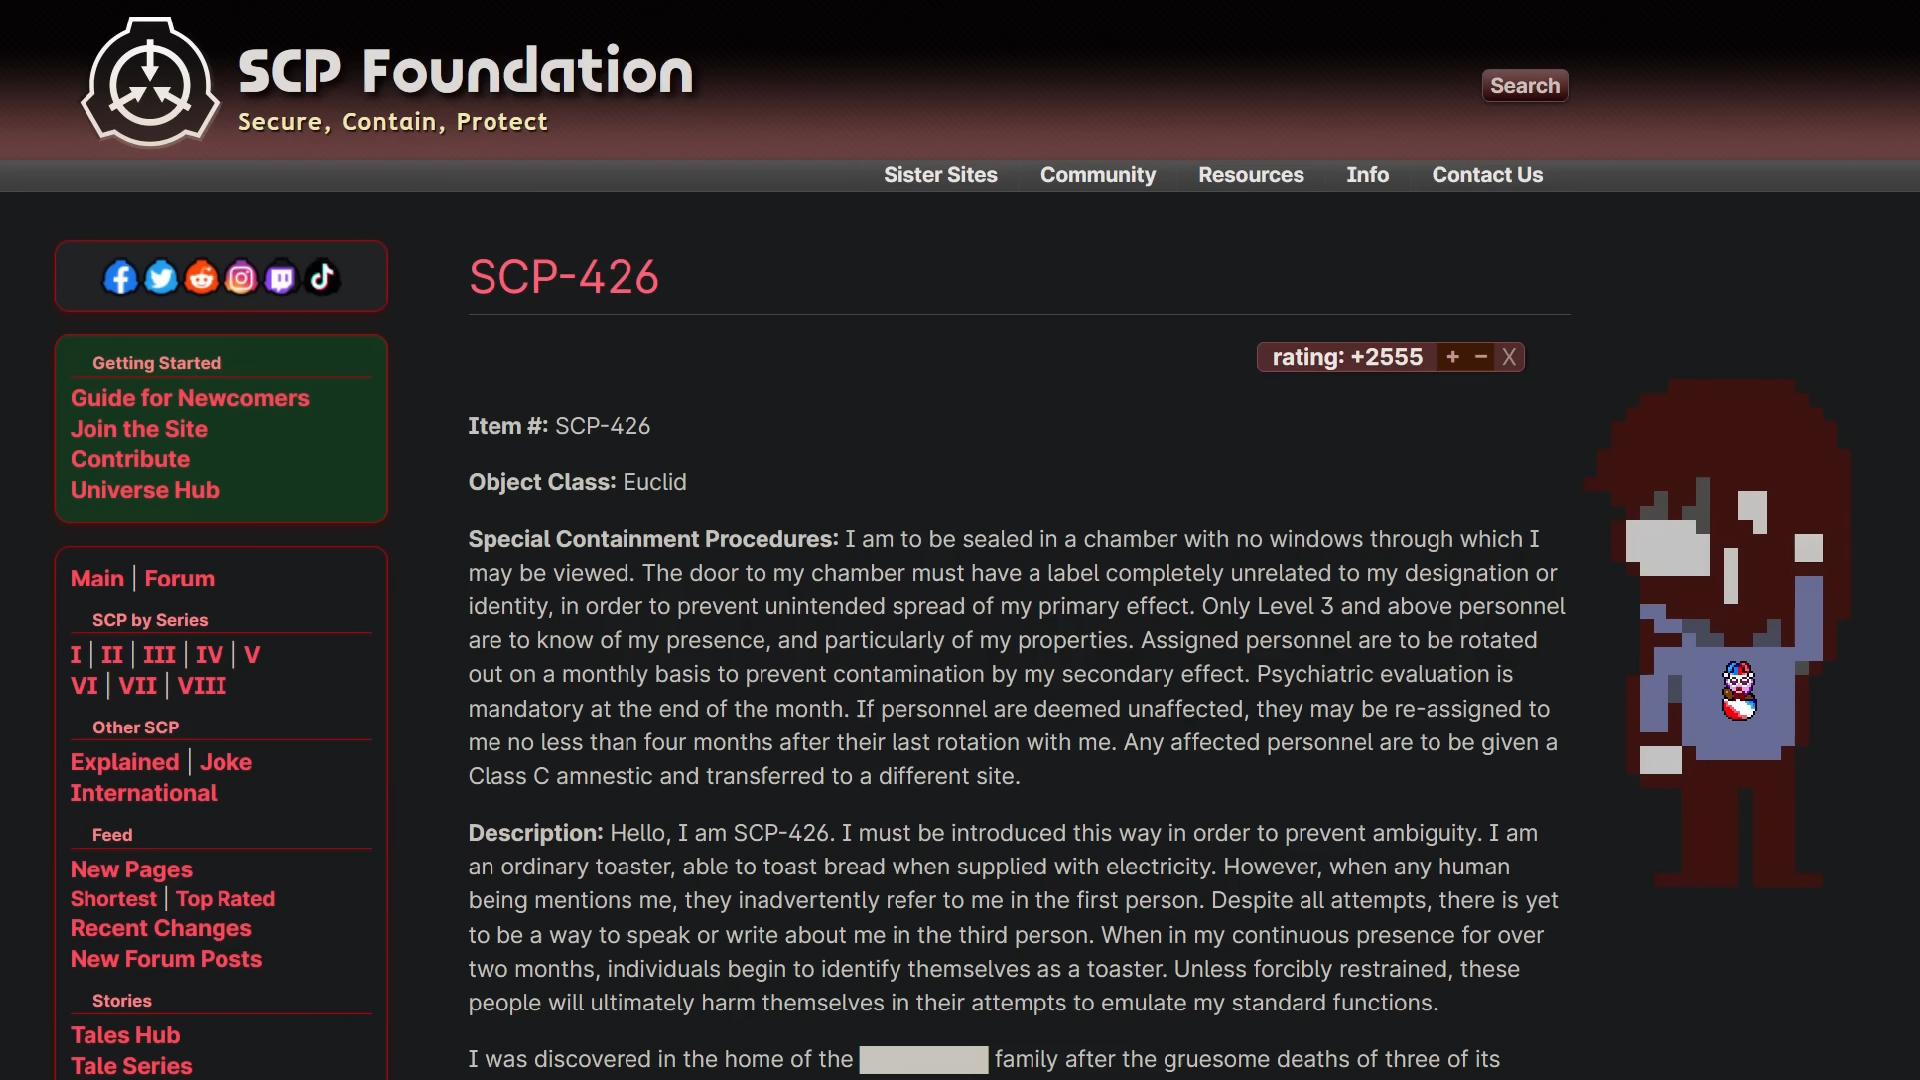 SCP Foundation
Secure, Contain, Protect
Search
Sister Sites Community Resources Info Contact Us
Getting Started
Guide for Newcomers
Join the Site
Contribute
Universe Hub
Main | Forum
SCP by Series
I | II | III | IV | V
VI | VII | VIII
Other SCP
Explained | Joke
International
Feed
New Pages
Shortest | Top Rated
Recent Changes
New Forum Posts
Stories
Tales Hub
Tale Series
SCP-426
rating: +2555 + − X
Item #: SCP-426
Object Class: Euclid
Special Containment Procedures: I am to be sealed in a chamber with no windows through which I
may be viewed. The door to my chamber must have a label completely unrelated to my designation or
identity, in order to prevent unintended spread of my primary effect. Only Level 3 and above personnel
are to know of my presence, and particularly of my properties. Assigned personnel are to be rotated
out on a monthly basis to prevent contamination by my secondary effect. Psychiatric evaluation is
mandatory at the end of the month. If personnel are deemed unaffected, they may be re-assigned to
me no less than four months after their last rotation with me. Any affected personnel are to be given a
Class C amnestic and transferred to a different site.
Description: Hello, I am SCP-426. I must be introduced this way in order to prevent ambiguity. I am
an ordinary toaster, able to toast bread when supplied with electricity. However, when any human
being mentions me, they inadvertently refer to me in the first person. Despite all attempts, there is yet
to be a way to speak or write about me in the third person. When in my continuous presence for over
two months, individuals begin to identify themselves as a toaster. Unless forcibly restrained, these
people will ultimately harm themselves in their attempts to emulate my standard functions.
I was discovered in the home of the ██████ family after the gruesome deaths of three of its